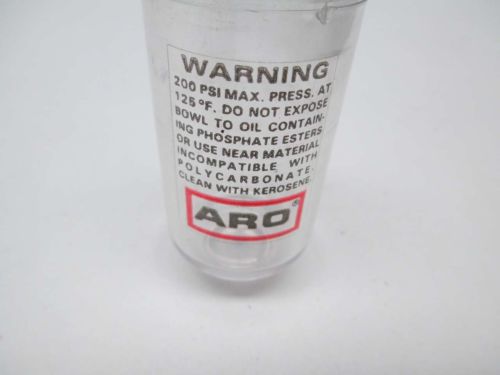 WARNING
200 PSI MAX. PRESS. AT
125°F. DO NOT EXPOSE
BOWL TO OIL CONTAIN-
ING PHOSPHATE ESTERS
OR USE NEAR MATERIAL
INCOMPATIBLE WITH
POLYCARBONATE.
CLEAN WITH KEROSENE.
ARO®